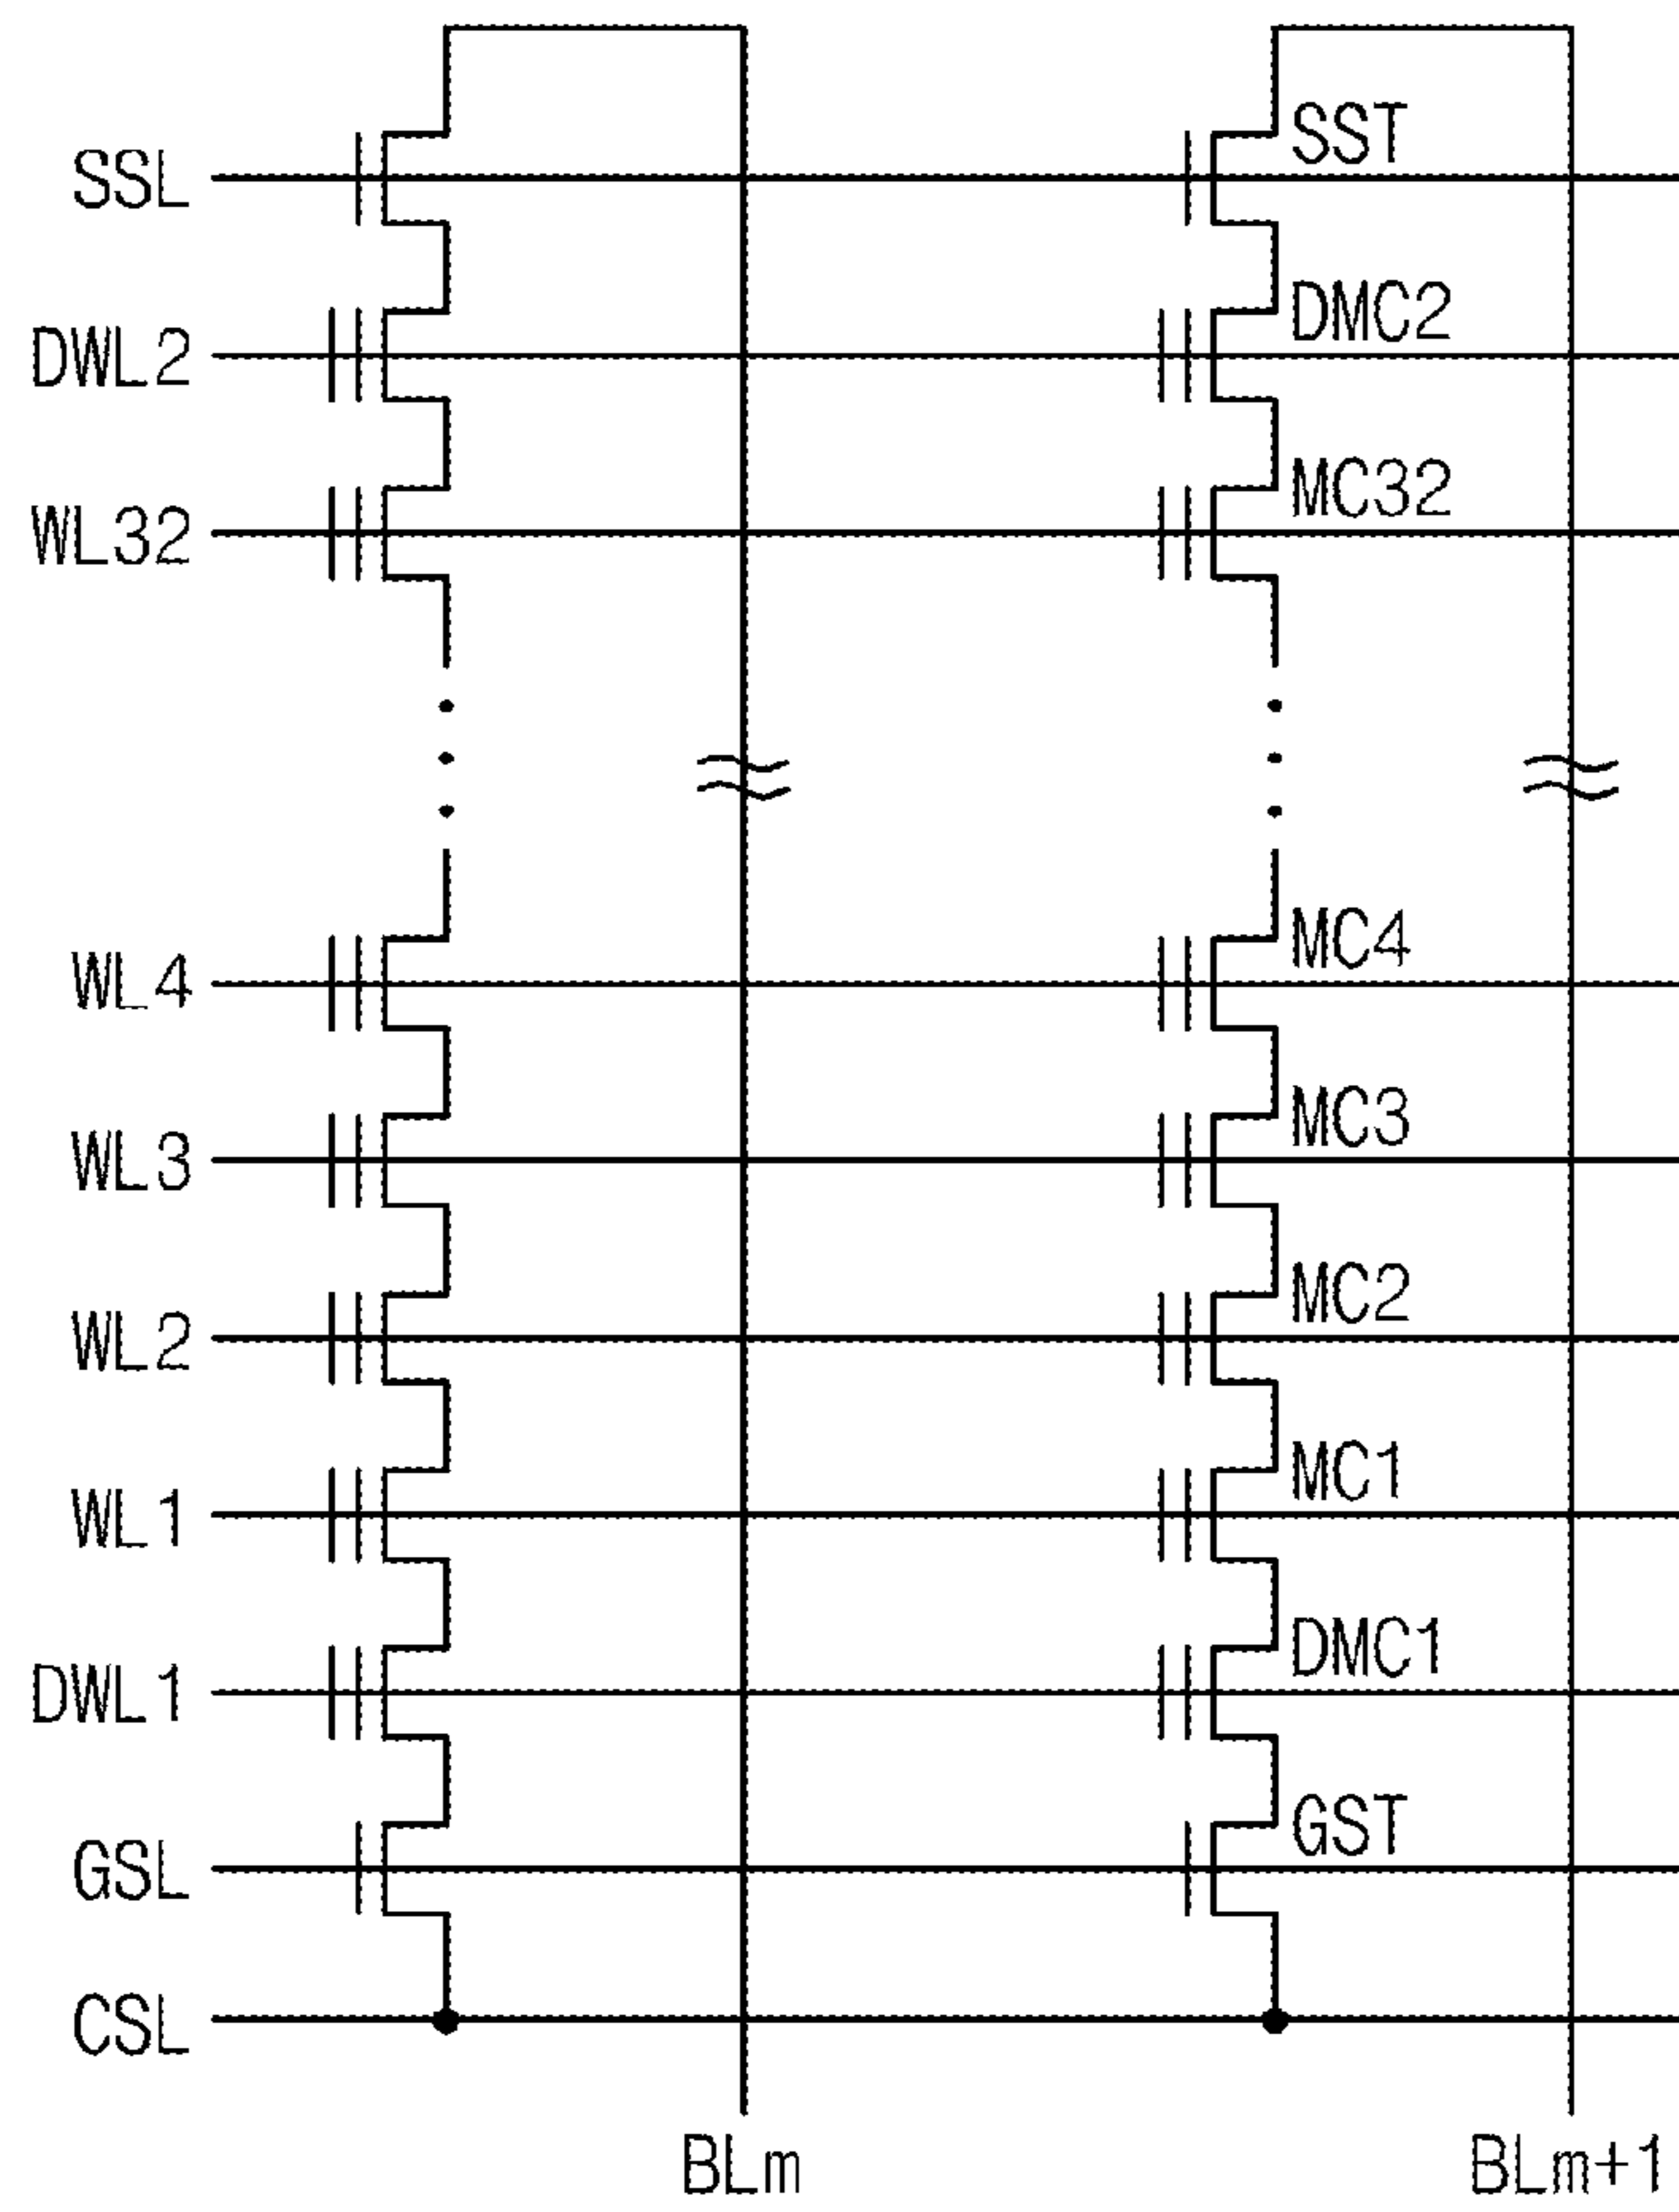 SST
SSL
DMC2
DWL2
MC32
WL32
MC4
WL4
MC3
WL3
MC2
WL2
MC1
WL1
DMC1
DWL1
GST
GSL
CSL
BLm BLm+1